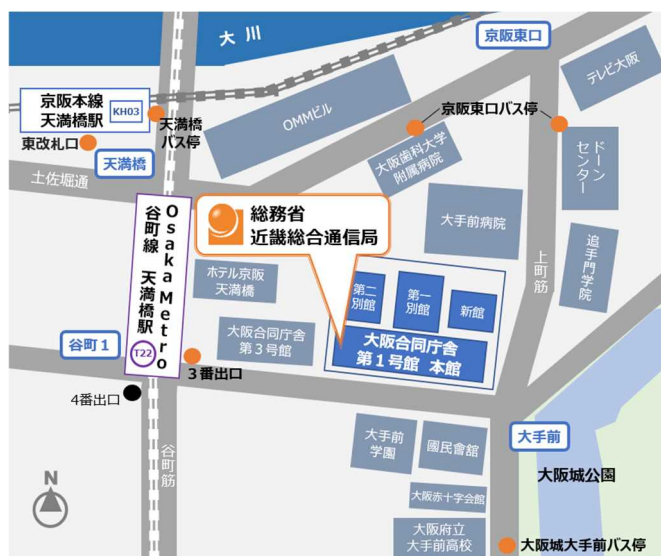 大 川
京阪東口
テレビ大阪
京阪本線
天満橋駅
KH03
天満橋
バス停
東改札口
天満橋
OMMビル
京阪東口バス停
大阪歯科大学
附属病院
ドーン
センター
土佐堀通
総務省
近畿総合通信局
大手前病院
Osaka Metro
谷町線 天満橋駅
T22
ホテル京阪
天満橋
上町筋
追手門
学院
第二
別館
第一
別館
新館
大阪合同庁舎
第3号館
大阪合同庁舎
第1号館 本館
谷町1
3番出口
4番出口
大手前
学園
國民會舘
大手前
大阪城公園
N
谷町筋
大阪赤十字会館
大阪府立
大手前高校
大阪城大手前バス停